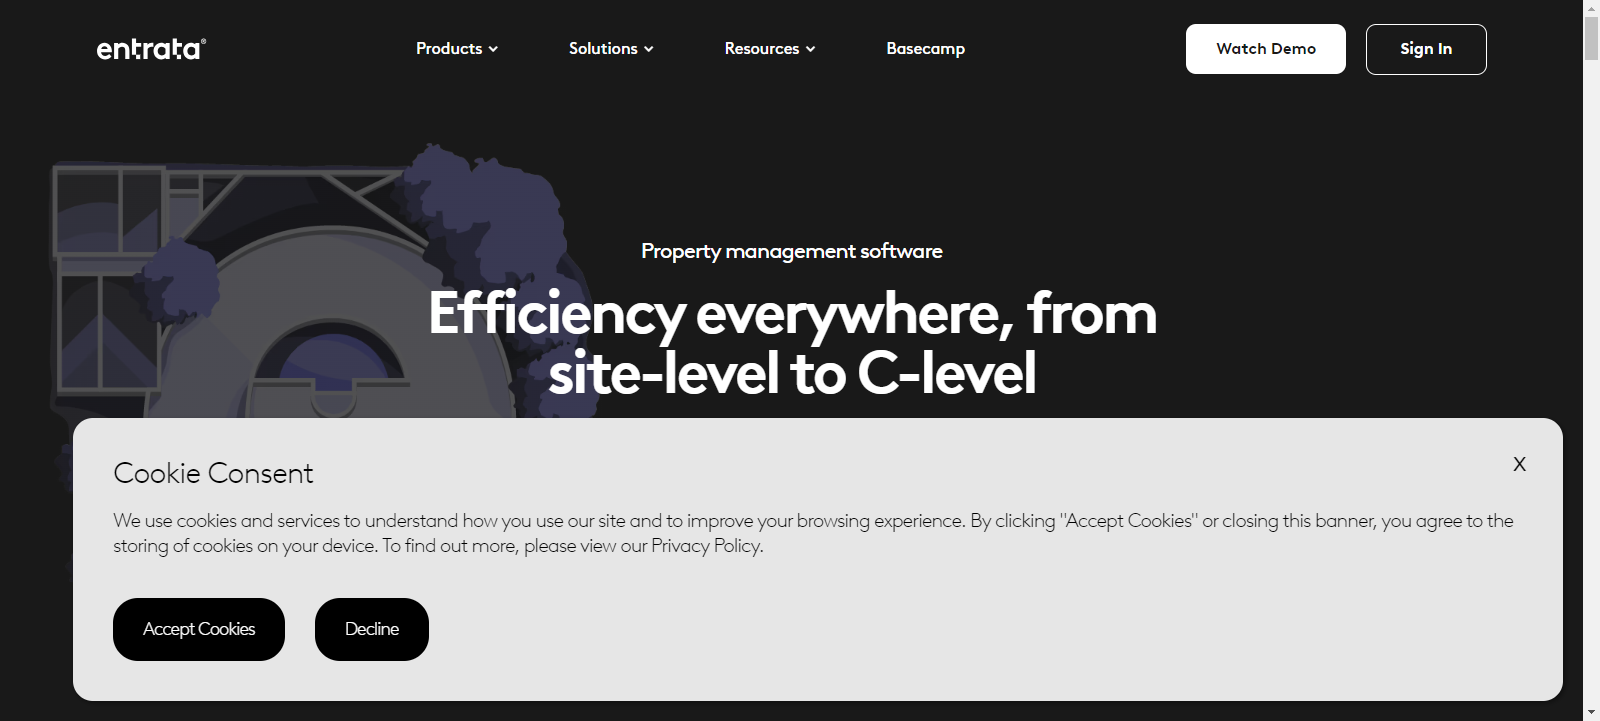 entrata®
Products
Solutions
Resources
Basecamp
Watch Demo
Sign In
Property management software
Efficiency everywhere, from
site-level to C-level
Cookie Consent
X
We use cookies and services to understand how you use our site and to improve your browsing experience. By clicking "Accept Cookies" or closing this banner, you agree to the
storing of cookies on your device. To find out more, please view our Privacy Policy.
Accept Cookies
Decline